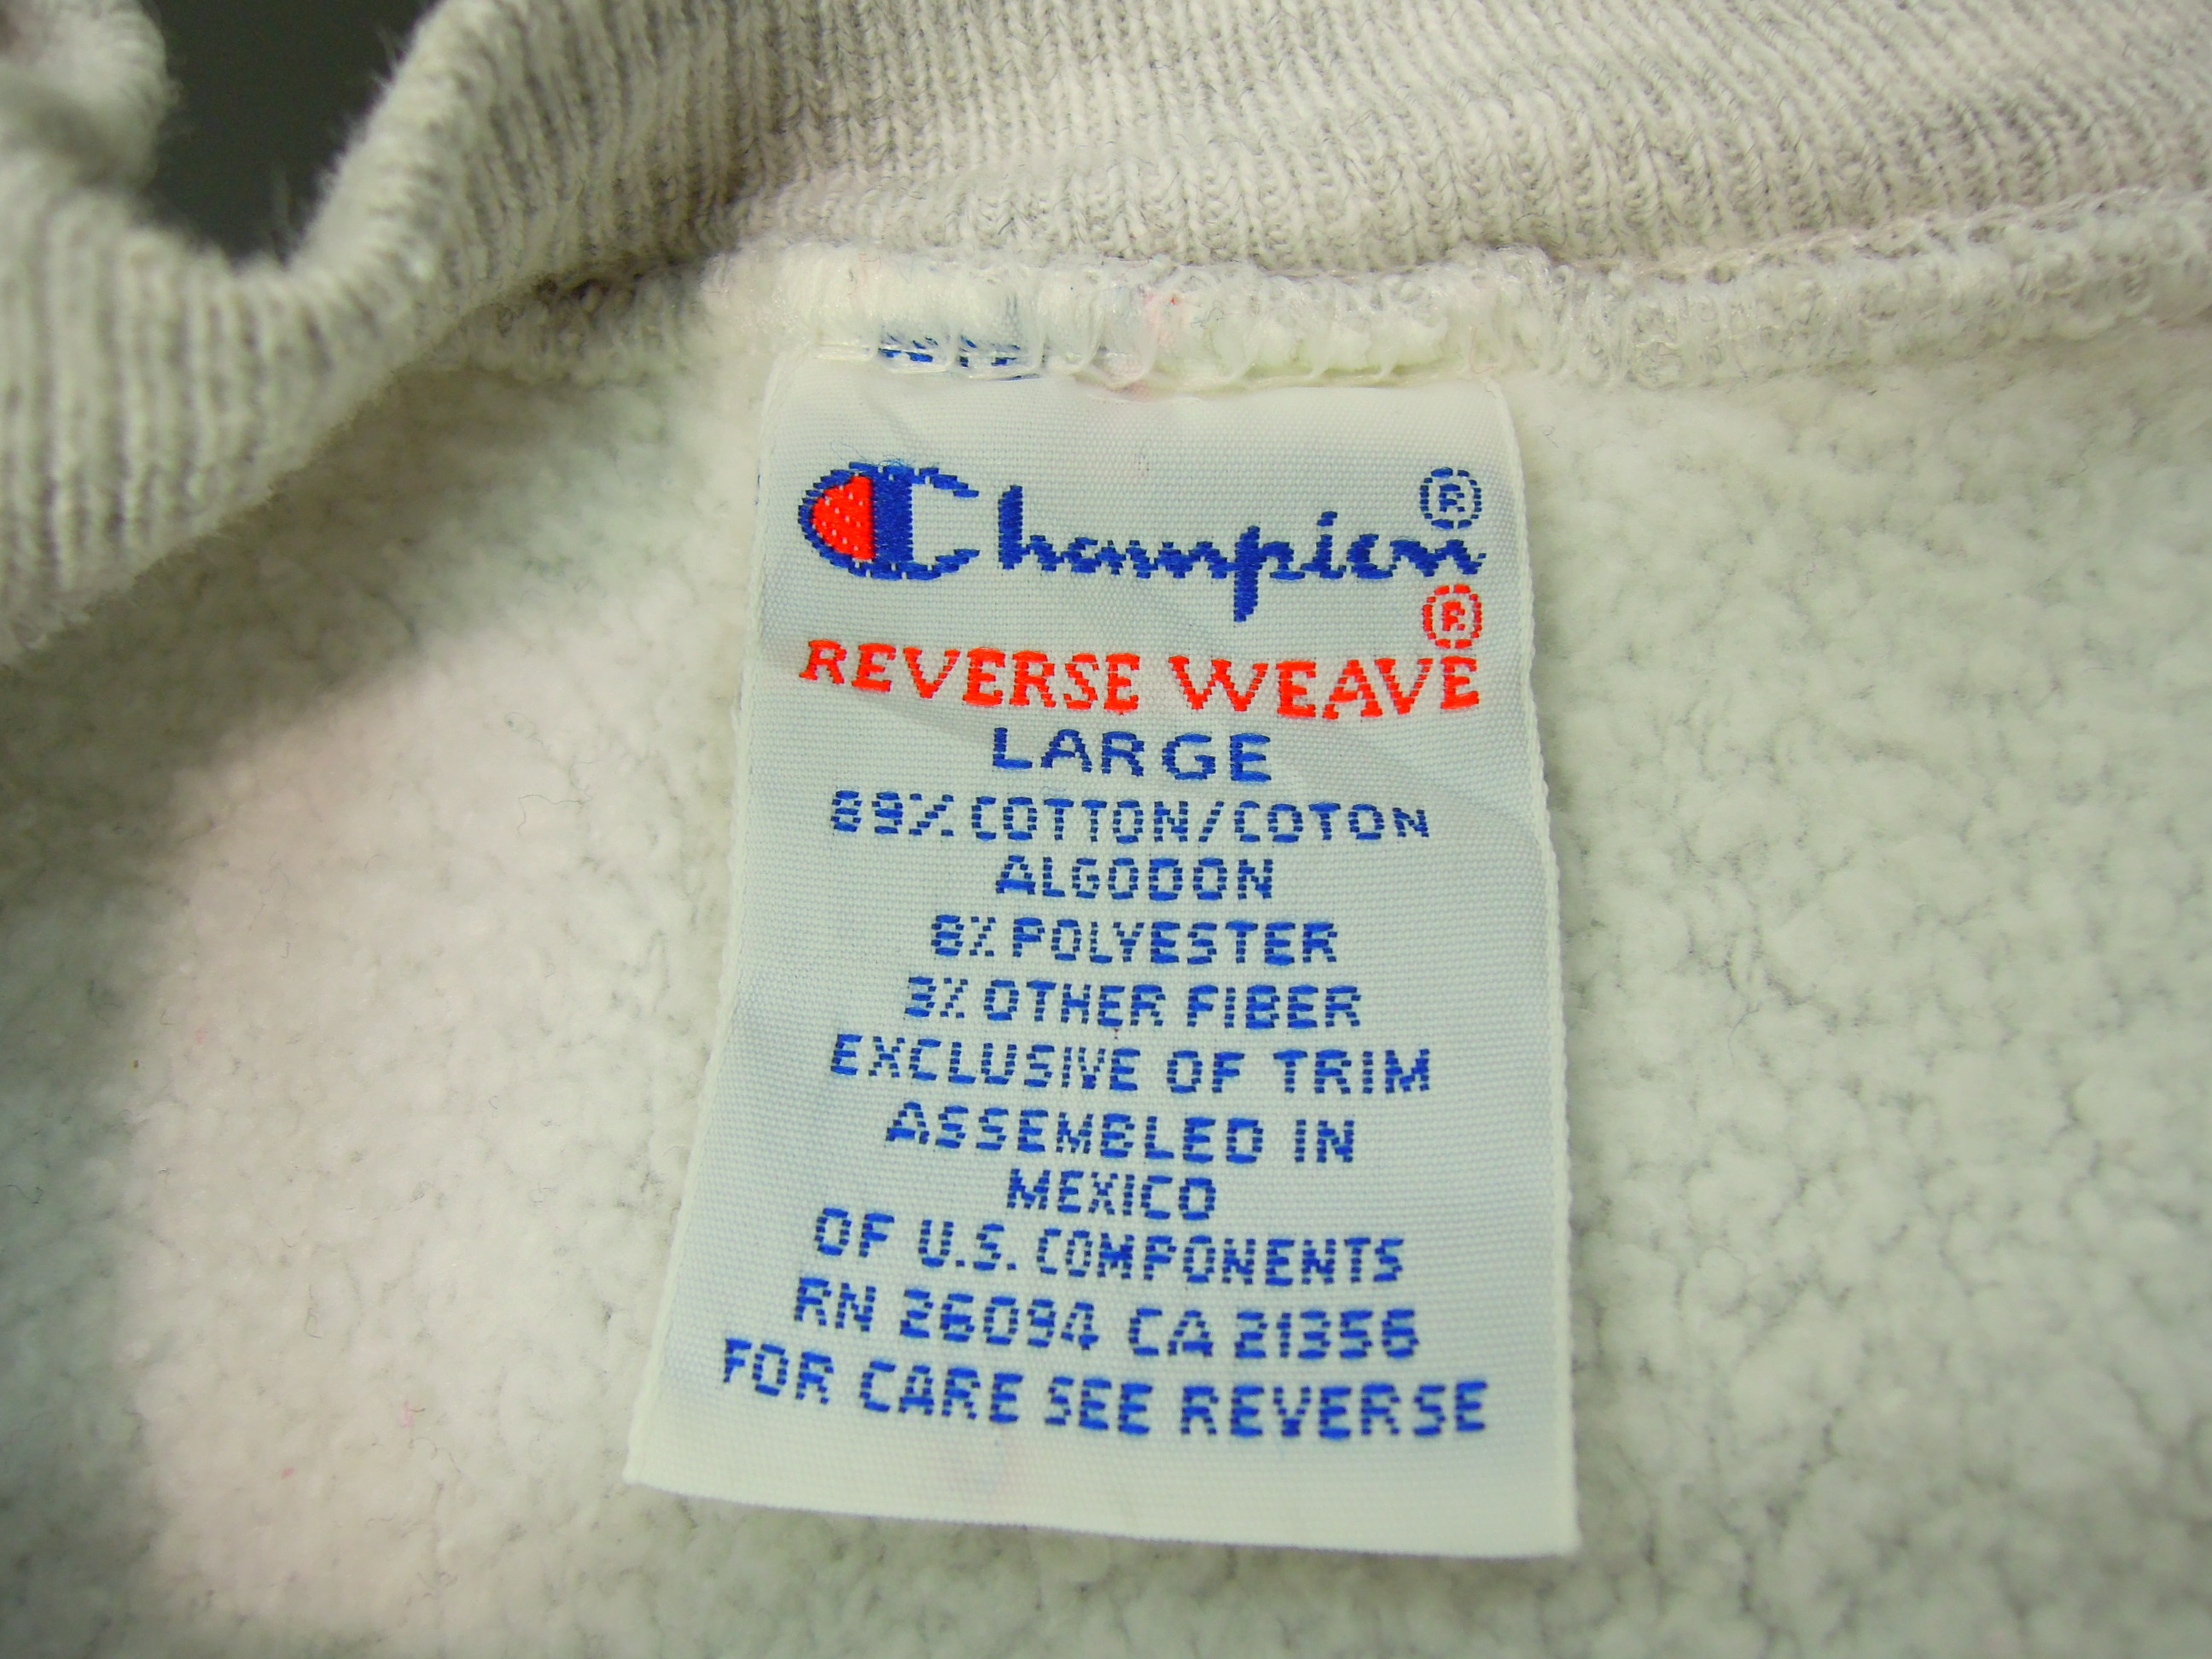 Champion®
REVERSE WEAVE®
LARGE
89% COTTON/COTON
ALGODON
8% POLYESTER
3% OTHER FIBER
EXCLUSIVE OF TRIM
ASSEMBLED IN
MEXICO
OF U.S. COMPONENTS
RN 26094 CA 21356
FOR CARE SEE REVERSE